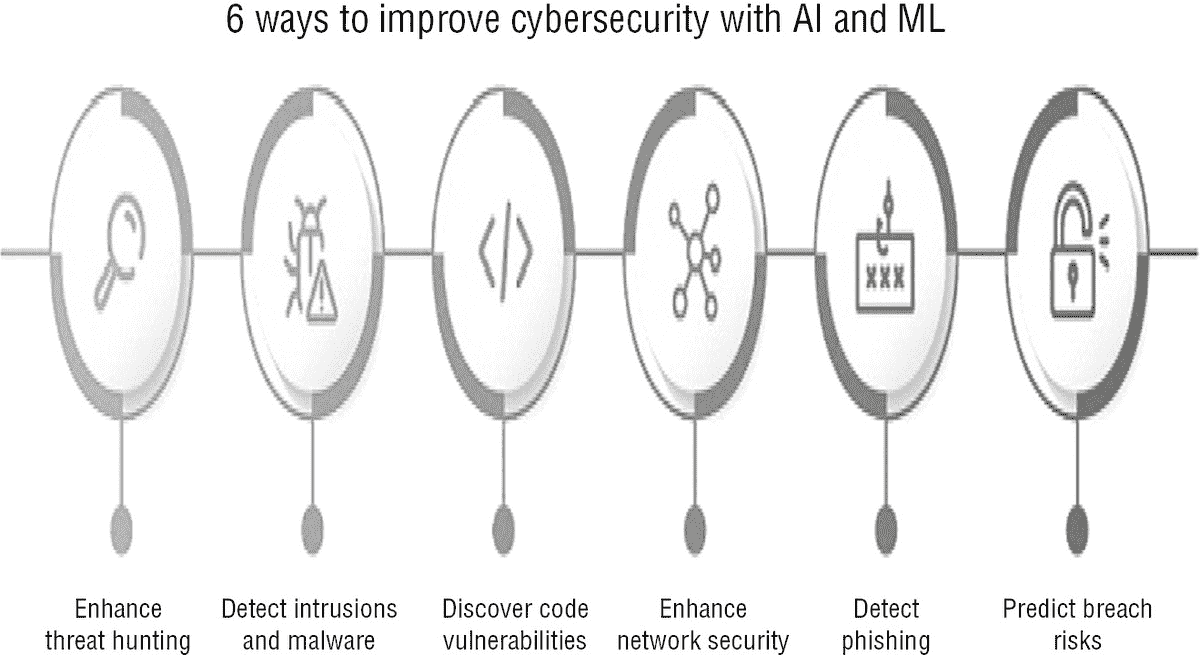 6 ways to improve cybersecurity with AI and ML
</>
xxx
Enhance
threat hunting
Detect intrusions
and malware
Discover code
vulnerabilities
Enhance
network security
Detect
phishing
Predict breach
risks